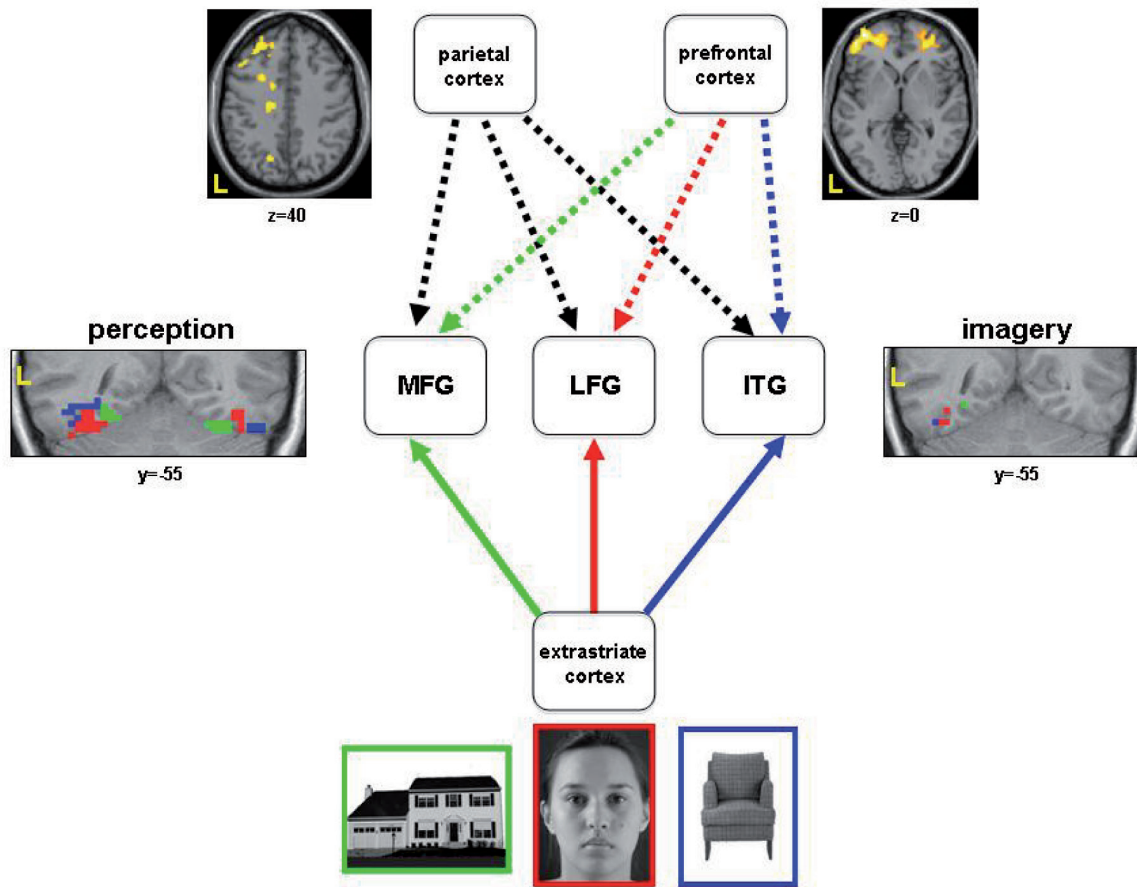 parietal
cortex
prefrontal
cortex
L
z=40
z=0
perception
imagery
L
MFG
LFG
ITG
L
y=-55
y=-55
extrastriate
cortex